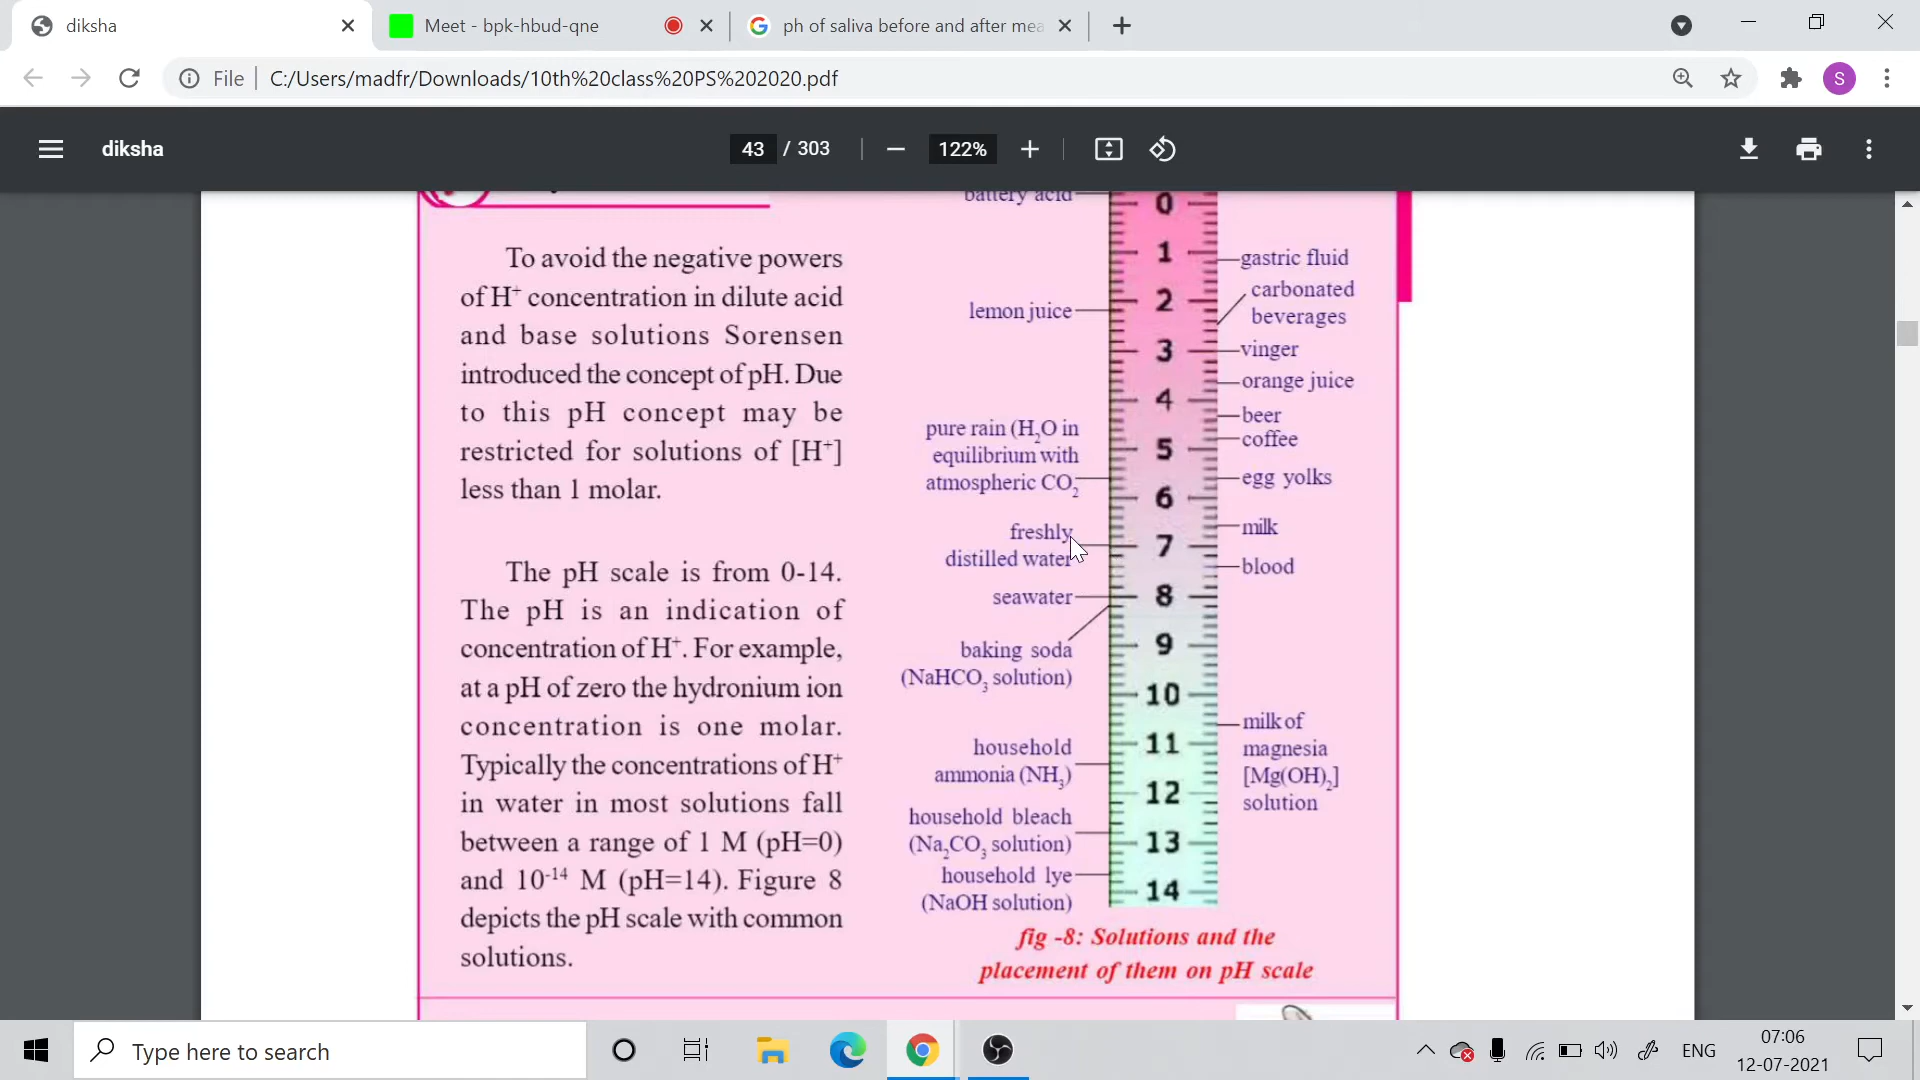 diksha
Meet - bpk-hbud-qne
ph of saliva before and after mea
File
C:/Users/madfr/Downloads/10th%20class%20PS%202020.pdf
S
diksha
43 / 303
122%
To avoid the negative powers
of H⁺ concentration in dilute acid
and base solutions Sorensen
introduced the concept of pH. Due
to this pH concept may be
restricted for solutions of [H⁺]
less than 1 molar.
The pH scale is from 0-14.
The pH is an indication of
concentration of H⁺. For example,
at a pH of zero the hydronium ion
concentration is one molar.
Typically the concentrations of H⁺
in water in most solutions fall
between a range of 1 M (pH=0)
and 10⁻¹⁴ M (pH=14). Figure 8
depicts the pH scale with common
solutions.
battery acid
lemon juice
pure rain (H₂O in
equilibrium with
atmospheric CO₂
freshly
distilled water
seawater
baking soda
(NaHCO₃ solution)
household
ammonia (NH₃)
household bleach
(Na₂CO₃ solution)
household lye
(NaOH solution)
0
1
2
3
4
5
6
7
8
9
10
11
12
13
14
gastric fluid
carbonated
beverages
vinger
orange juice
beer
coffee
egg yolks
milk
blood
milk of
magnesia
[Mg(OH)₂]
solution
fig -8: Solutions and the
placement of them on pH scale
Type here to search
ENG
07:06
12-07-2021